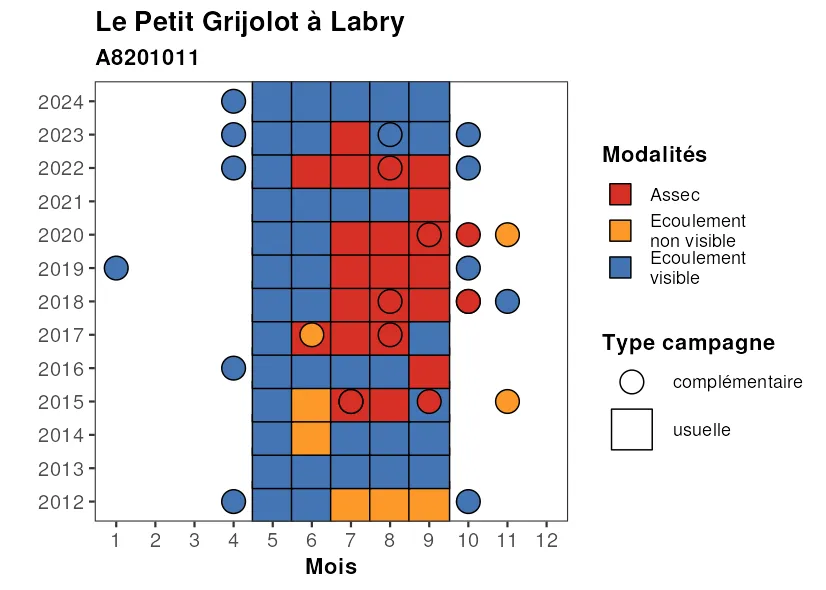 Le Petit Grijolot à Labry
A8201011
2024
2023
2022
2021
2020
2019
2018
2017
2016
2015
2014
2013
2012
1 2 3 4 5 6 7 8 9 10 11 12
Mois
Modalités
Assec
Ecoulement
non visible
Ecoulement
visible
Type campagne
complémentaire
usuelle